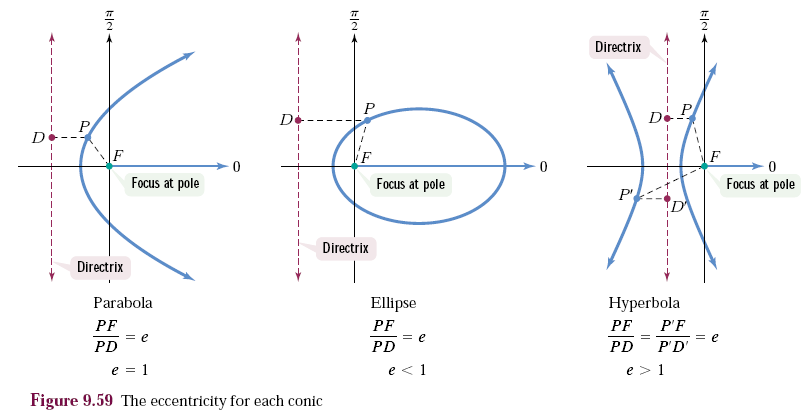 π/2
D
P
F
0
Focus at pole
Directrix
Parabola
PF/PD = e
e = 1
π/2
D
P
F
0
Focus at pole
Directrix
Ellipse
PF/PD = e
e < 1
π/2
Directrix
D
P
F
0
Focus at pole
P′
D′
Hyperbola
PF/PD = P′F/P′D′ = e
e > 1
Figure 9.59 The eccentricity for each conic